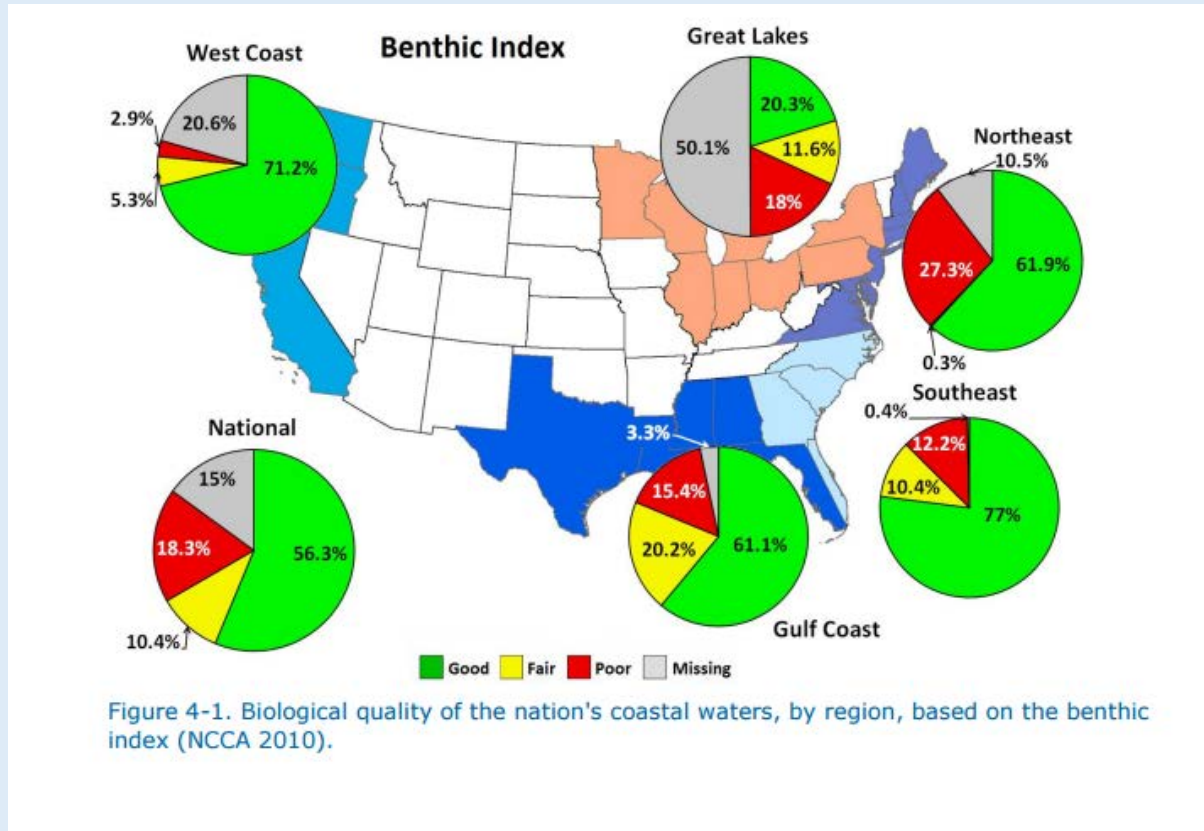 Benthic Index
West Coast
2.9%
20.6%
71.2%
5.3%
Great Lakes
20.3%
50.1%
11.6%
18%
Northeast
10.5%
27.3%
61.9%
0.3%
Southeast
0.4%
12.2%
10.4%
77%
National
15%
18.3%
56.3%
10.4%
3.3%
15.4%
20.2%
61.1%
Gulf Coast
Good Fair Poor Missing
Figure 4-1. Biological quality of the nation's coastal waters, by region, based on the benthic
index (NCCA 2010).